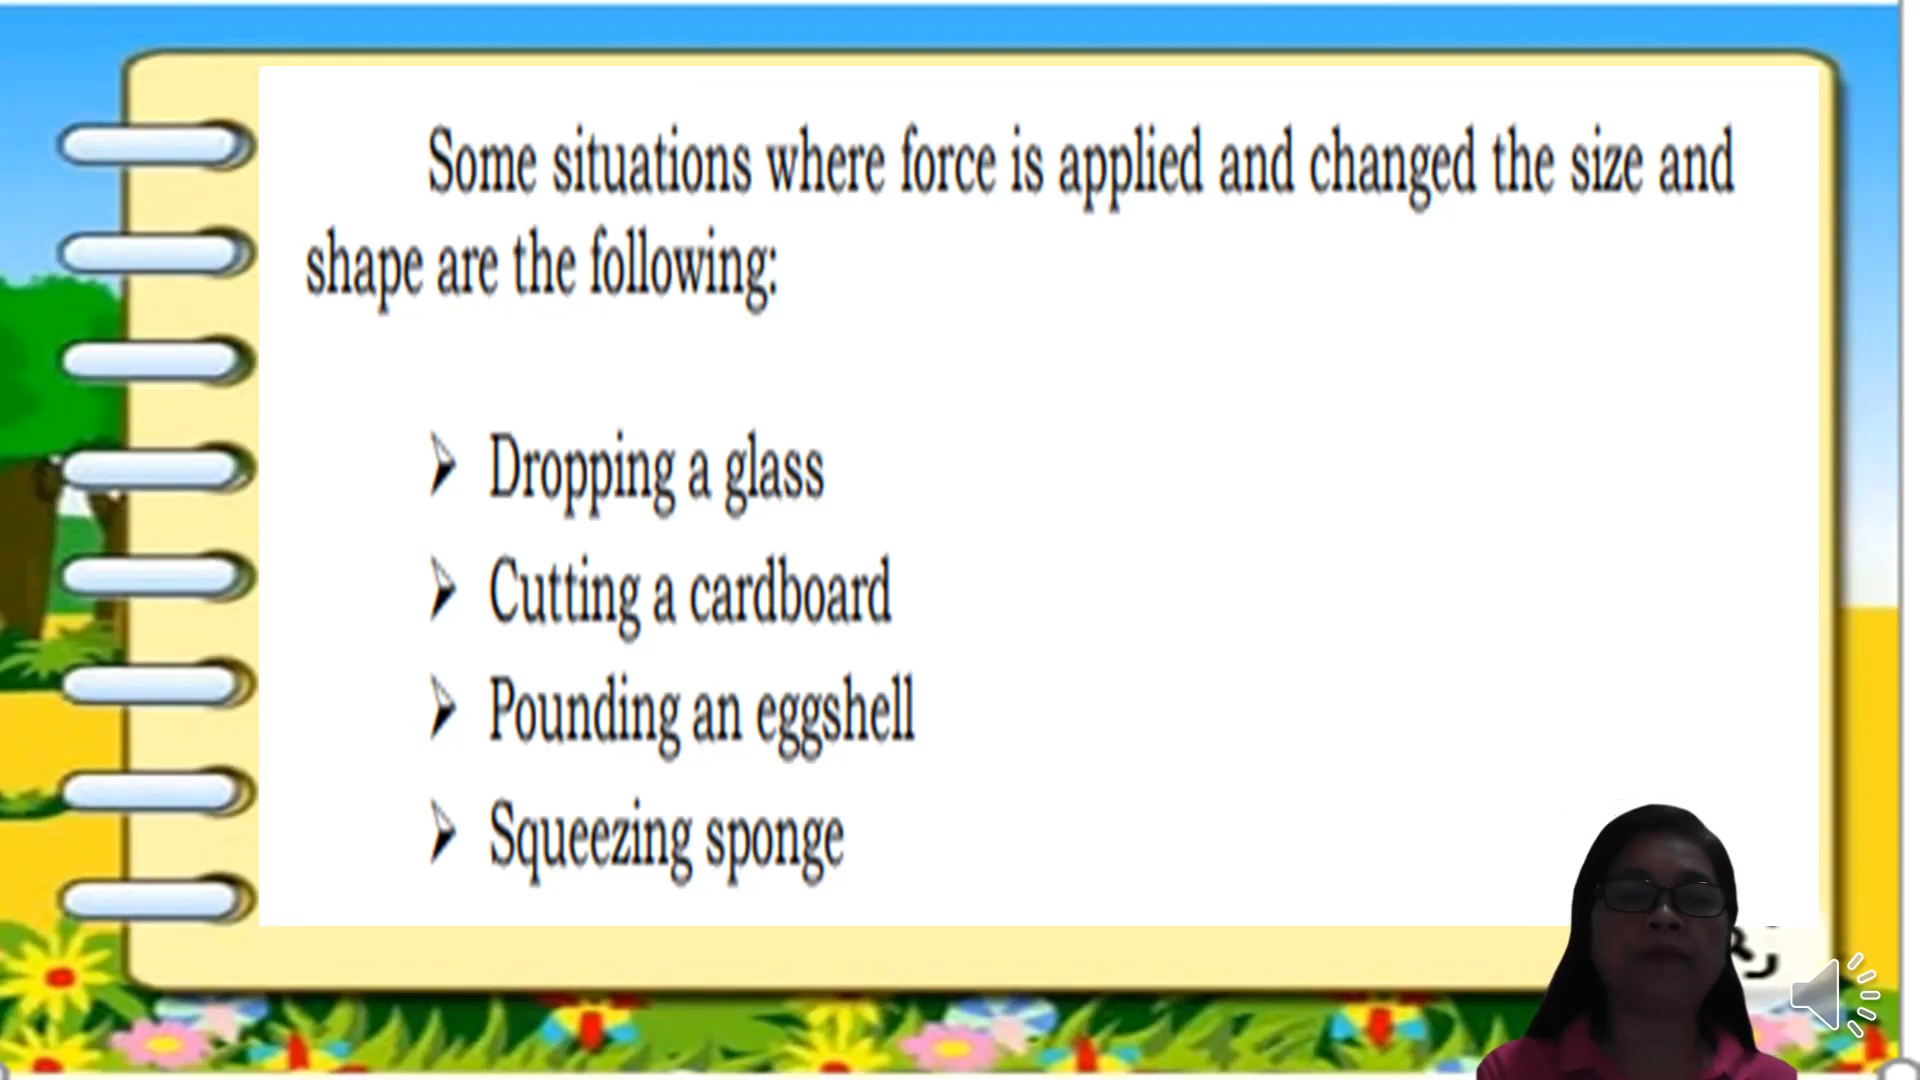 Some situations where force is applied and changed the size and
shape are the following:
Dropping a glass
Cutting a cardboard
Pounding an eggshell
Squeezing sponge